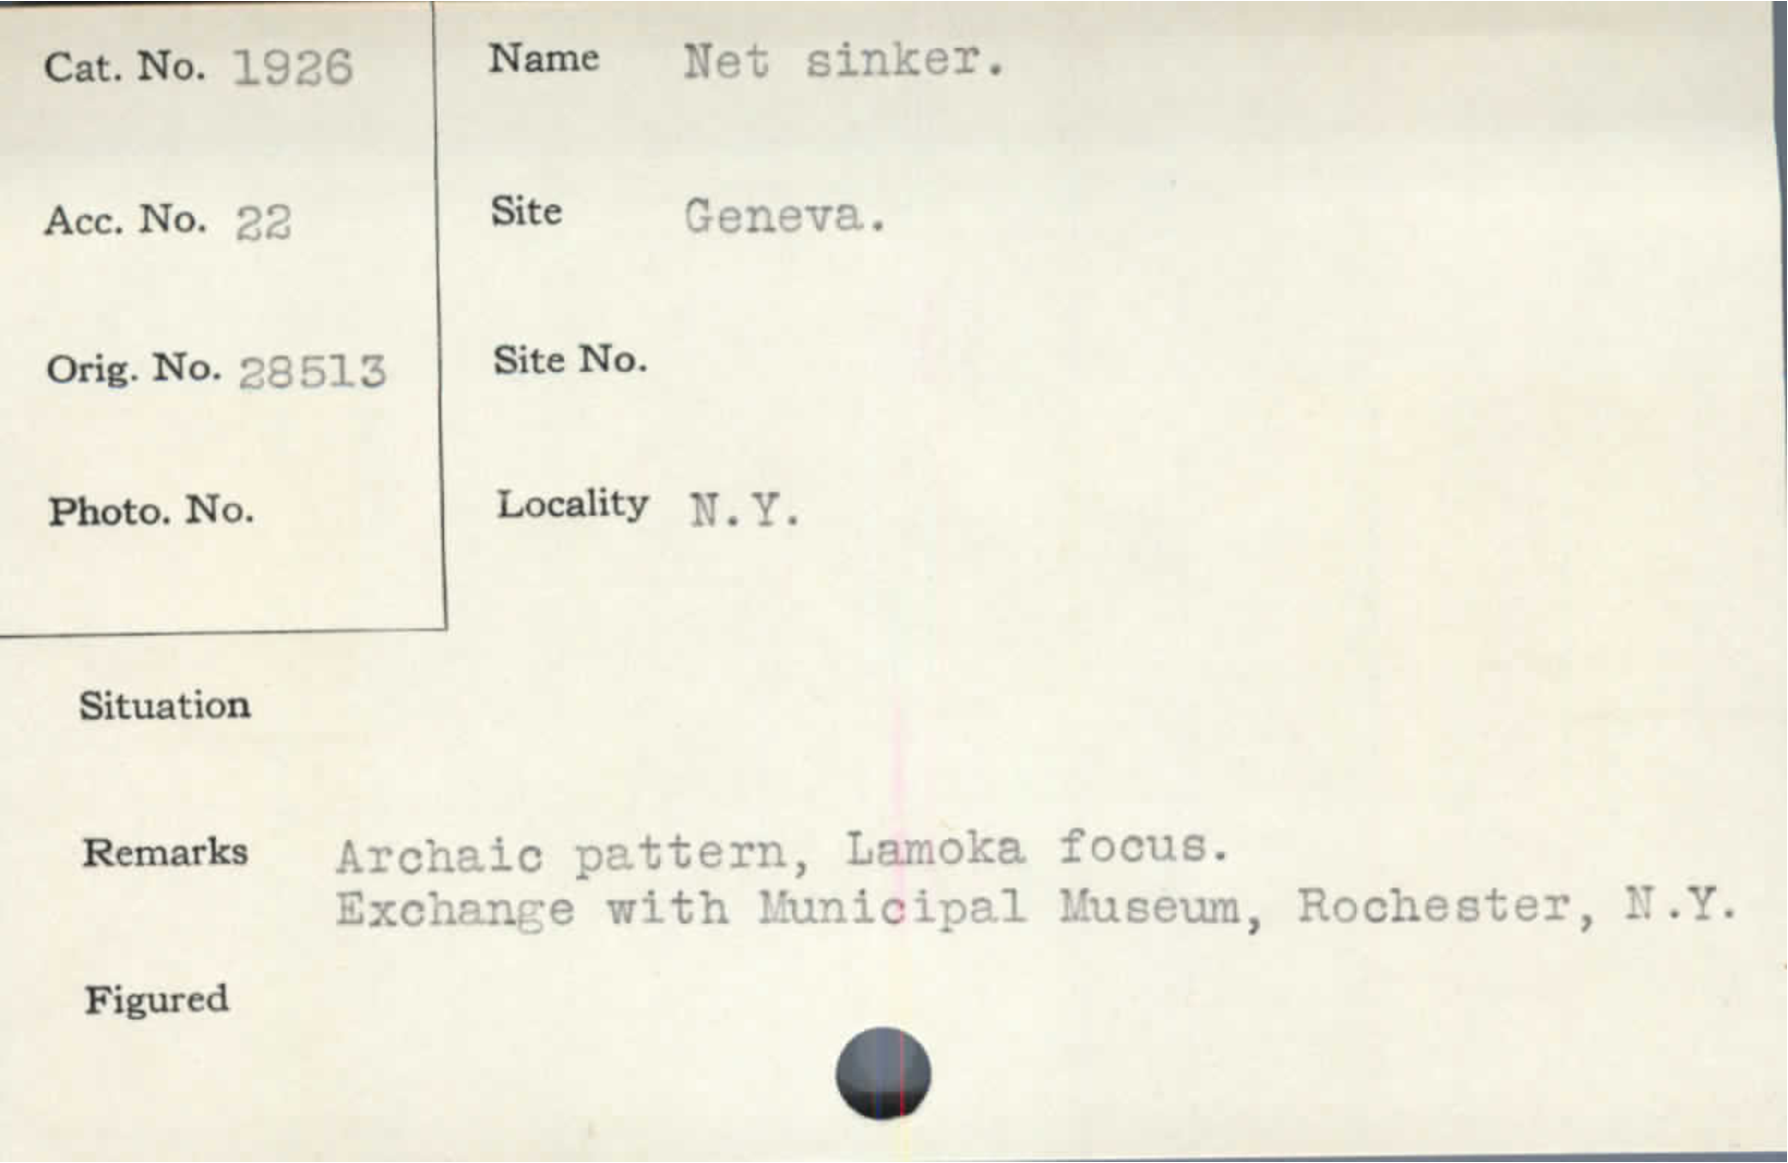 Cat. No. 1926
Acc. No. 22
Orig. No. 28513
Photo. No.
Name Net sinker.
Site Geneva.
Site No.
Locality N.Y.
Situation
Remarks Archaic pattern, Lamoka focus.
Exchange with Municipal Museum, Rochester, N.Y.
Figured